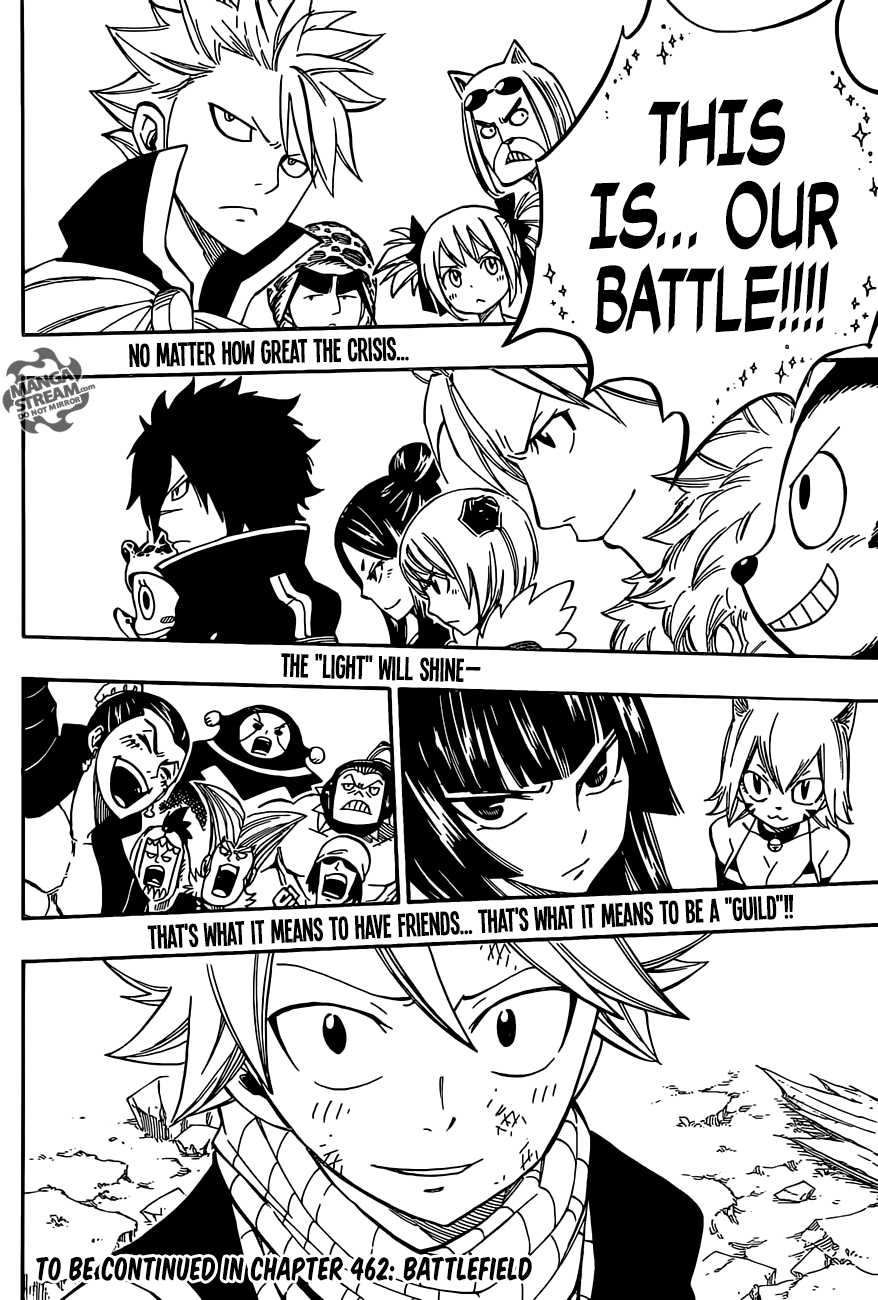 THIS
IS... OUR
BATTLE!!!!
NO MATTER HOW GREAT THE CRISIS...
MANGA
STREAM.com
DO NOT MIRROR
THE "LIGHT" WILL SHINE—
THAT'S WHAT IT MEANS TO HAVE FRIENDS... THAT'S WHAT IT MEANS TO BE A "GUILD"!!
TO BE CONTINUED IN CHAPTER 462: BATTLEFIELD